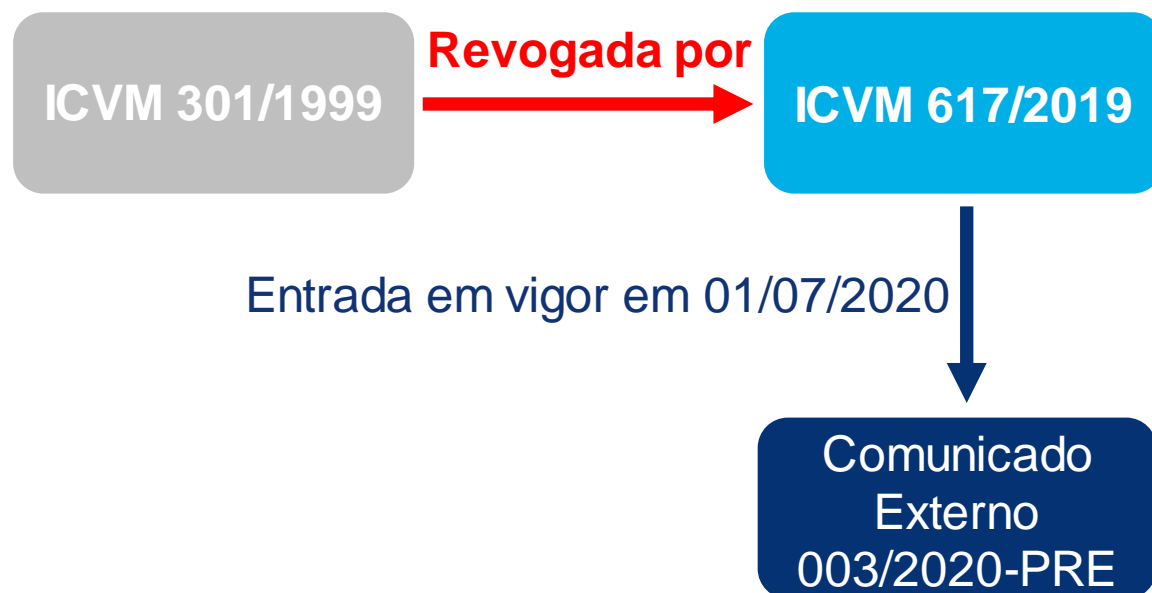 Revogada por
ICVM 301/1999
ICVM 617/2019
Entrada em vigor em 01/07/2020
Comunicado
Externo
003/2020-PRE